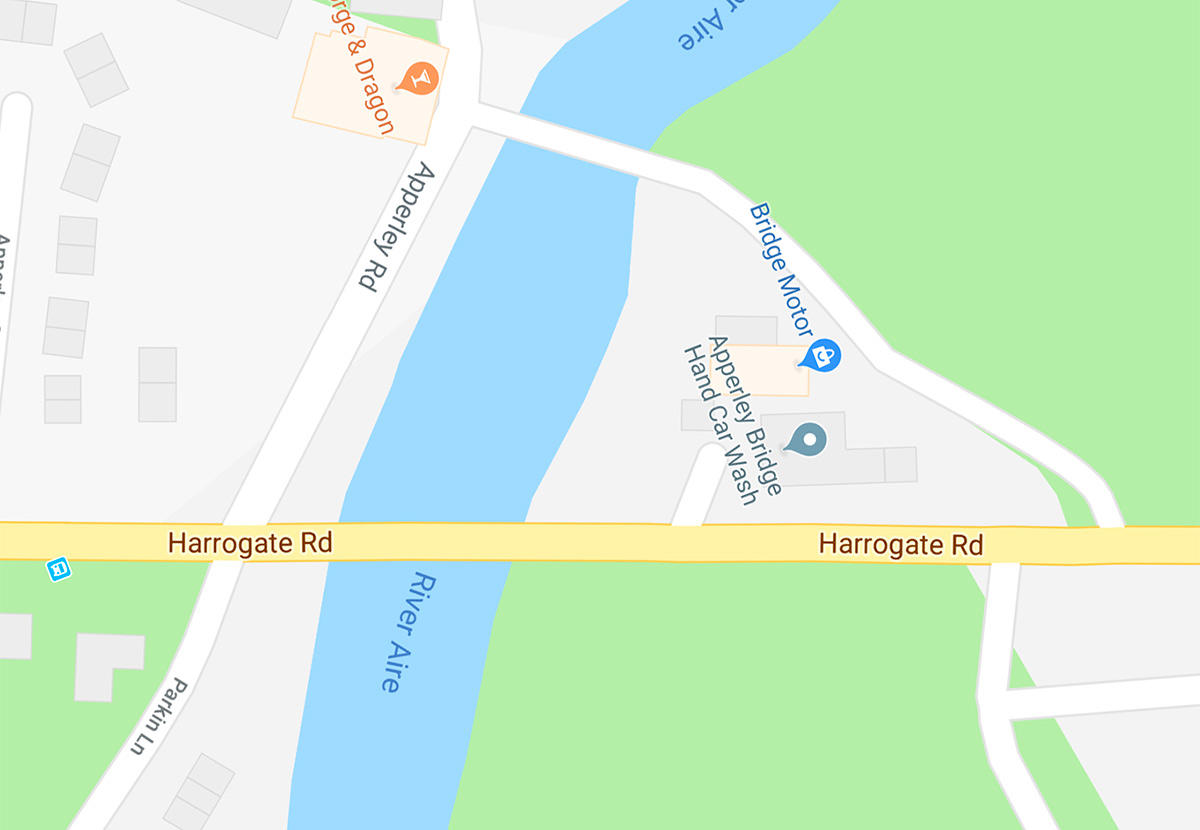 rge & Dragon
r Aire
Apperley Rd
Bridge Motor
Apperley Bridge
Hand Car Wash
Harrogate Rd
Harrogate Rd
River Aire
Parkin Ln